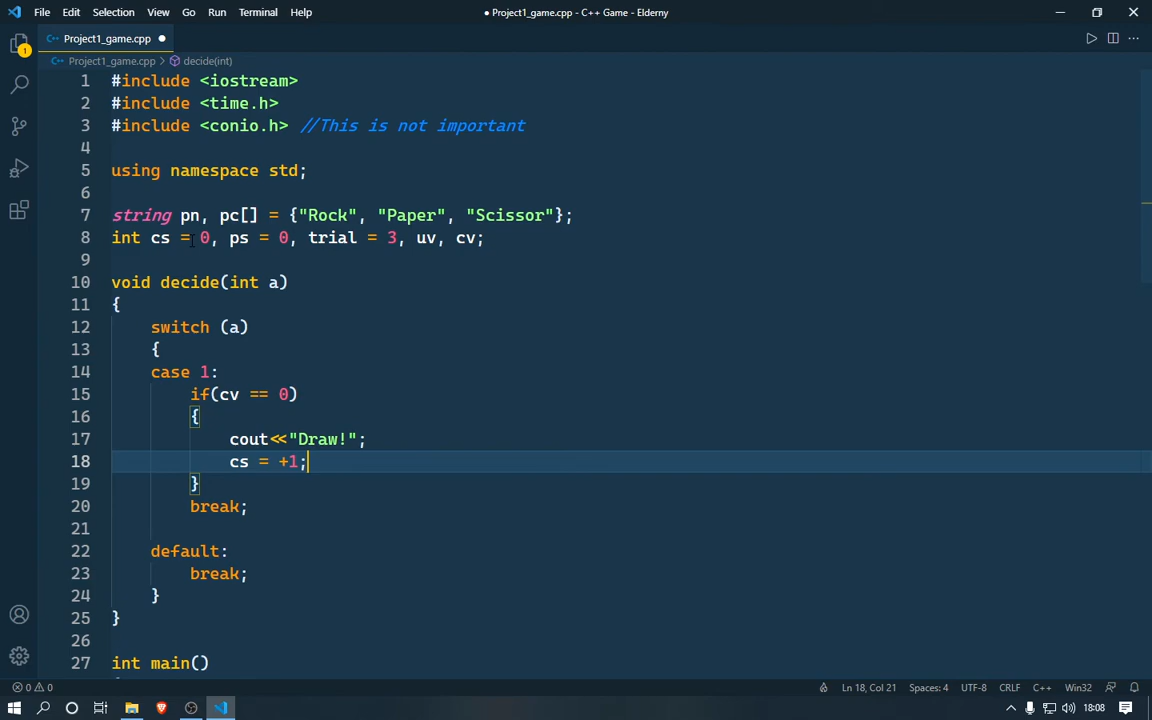 File Edit Selection View Go Run Terminal Help ● Project1_game.cpp - C++ Game - Elderny
Project1_game.cpp ●
1
Project1_game.cpp > decide(int)
1 #include <iostream>
2 #include <time.h>
3 #include <conio.h> //This is not important
4
5 using namespace std;
6
7 string pn, pc[] = {"Rock", "Paper", "Scissor"};
8 int cs = 0, ps = 0, trial = 3, uv, cv;
9
10 void decide(int a)
11 {
12 switch (a)
13 {
14 case 1:
15 if(cv == 0)
16 {
17 cout<<"Draw!";
18 cs = +1;
19 }
20 break;
21
22 default:
23 break;
24 }
25 }
26
27 int main()
0 0 Ln 18, Col 21 Spaces: 4 UTF-8 CRLF C++ Win32
18:08